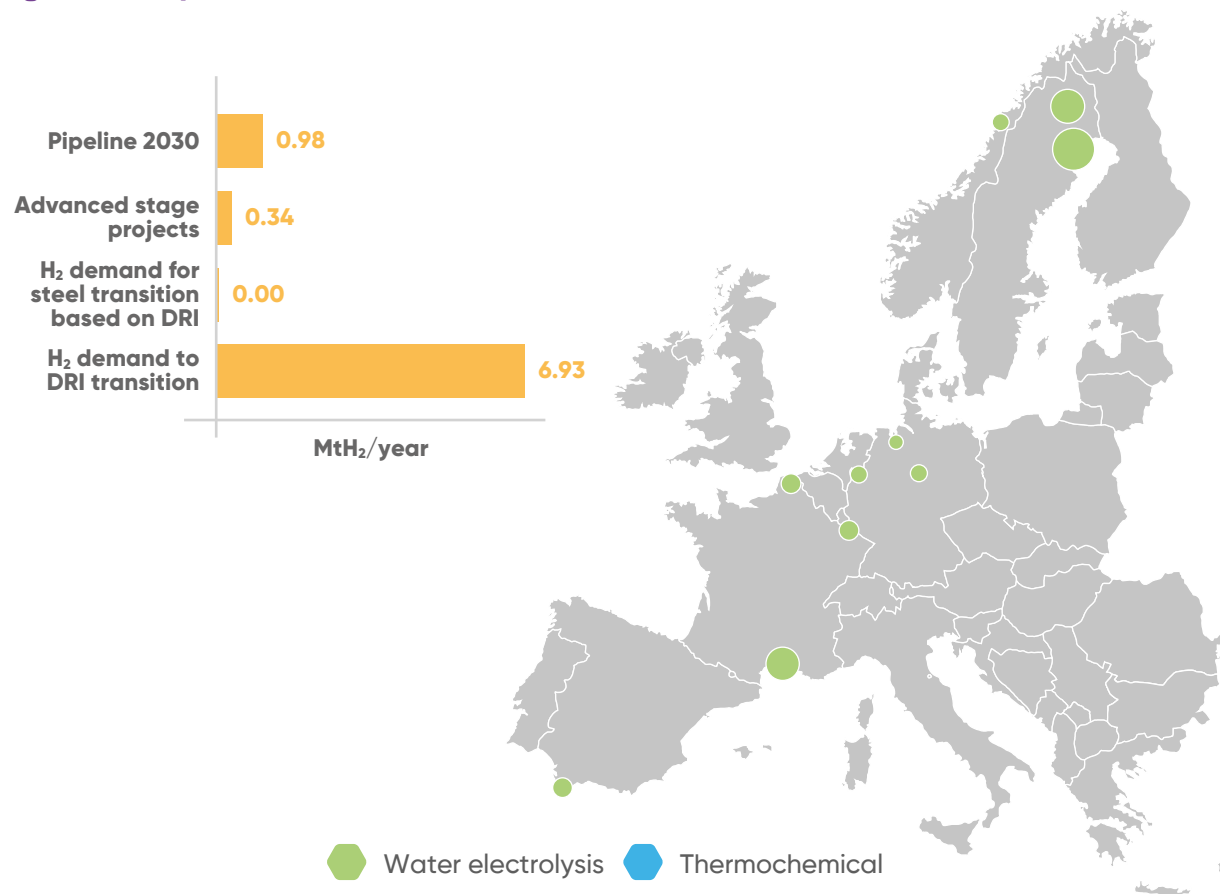 Pipeline 2030
0.98
Advanced stage
projects
0.34
H₂ demand for
steel transition
based on DRI
0.00
H₂ demand to
DRI transition
6.93
MtH₂/year
Water electrolysis
Thermochemical